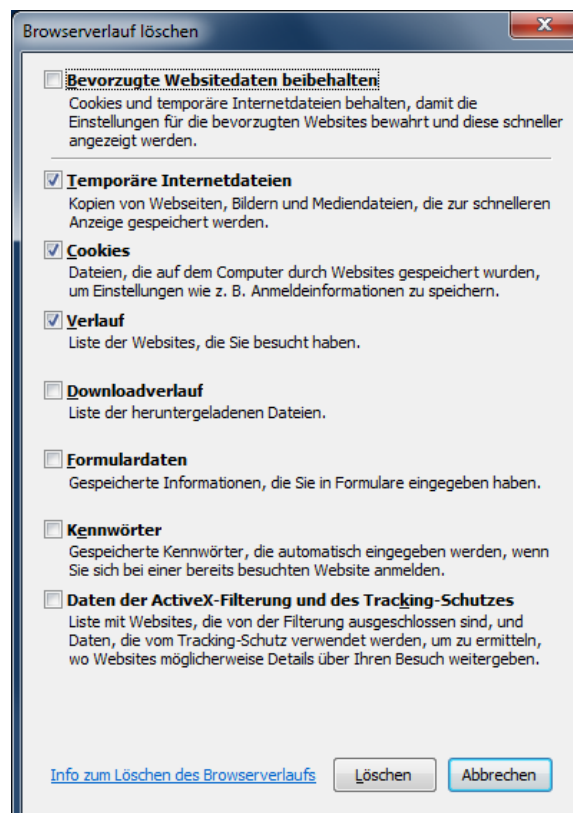 Browserverlauf löschen
Bevorzugte Websitedaten beibehalten
Cookies und temporäre Internetdateien behalten, damit die
Einstellungen für die bevorzugten Websites bewahrt und diese schneller
angezeigt werden.
Temporäre Internetdateien
Kopien von Webseiten, Bildern und Mediendateien, die zur schnelleren
Anzeige gespeichert werden.
Cookies
Dateien, die auf dem Computer durch Websites gespeichert wurden,
um Einstellungen wie z. B. Anmeldeinformationen zu speichern.
Verlauf
Liste der Websites, die Sie besucht haben.
Downloadverlauf
Liste der heruntergeladenen Dateien.
Formulardaten
Gespeicherte Informationen, die Sie in Formulare eingegeben haben.
Kennwörter
Gespeicherte Kennwörter, die automatisch eingegeben werden, wenn
Sie sich bei einer bereits besuchten Website anmelden.
Daten der ActiveX-Filterung und des Tracking-Schutzes
Liste mit Websites, die von der Filterung ausgeschlossen sind, und
Daten, die vom Tracking-Schutz verwendet werden, um zu ermitteln,
wo Websites möglicherweise Details über Ihren Besuch weitergeben.
Info zum Löschen des Browserverlaufs Löschen Abbrechen